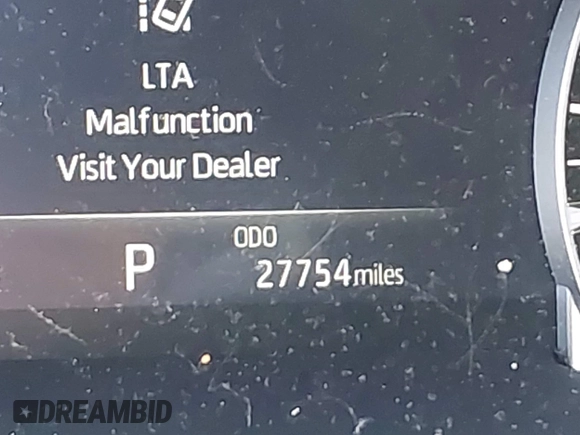 LTA
Malfunction
Visit Your Dealer
ODO
P 27754miles
DREAMBID